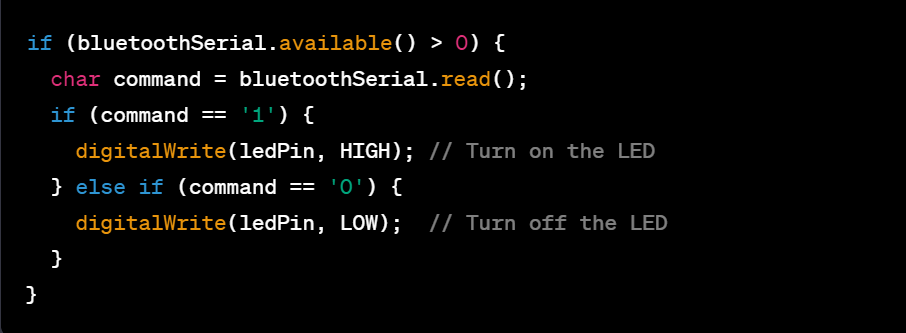 if (bluetoothSerial.available() > 0) {
  char command = bluetoothSerial.read();
  if (command == '1') {
    digitalWrite(ledPin, HIGH); // Turn on the LED
  } else if (command == '0') {
    digitalWrite(ledPin, LOW);  // Turn off the LED
  }
}